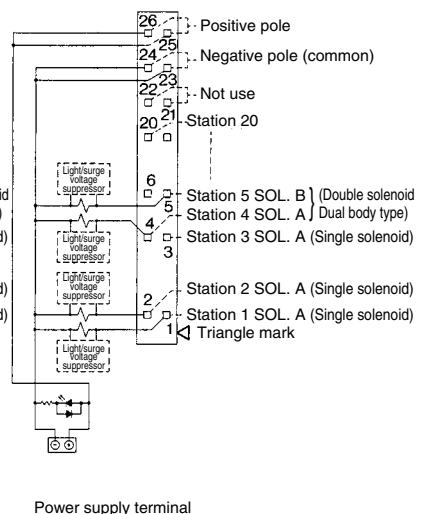 26
Positive pole
25
24
Negative pole (common)
23
22
Not use
21
20
Station 20
Light/surge
voltage
suppressor
6
id
Station 5 SOL. B } (Double solenoid
5
)
Station 4 SOL. A } Dual body type)
4
d)
Light/surge
voltage
suppressor
Station 3 SOL. A (Single solenoid)
3
Light/surge
voltage
suppressor
d)
Station 2 SOL. A (Single solenoid)
2
d)
Station 1 SOL. A (Single solenoid)
1
Triangle mark
Light/surge
voltage
suppressor
⊖ ⊕
Power supply terminal